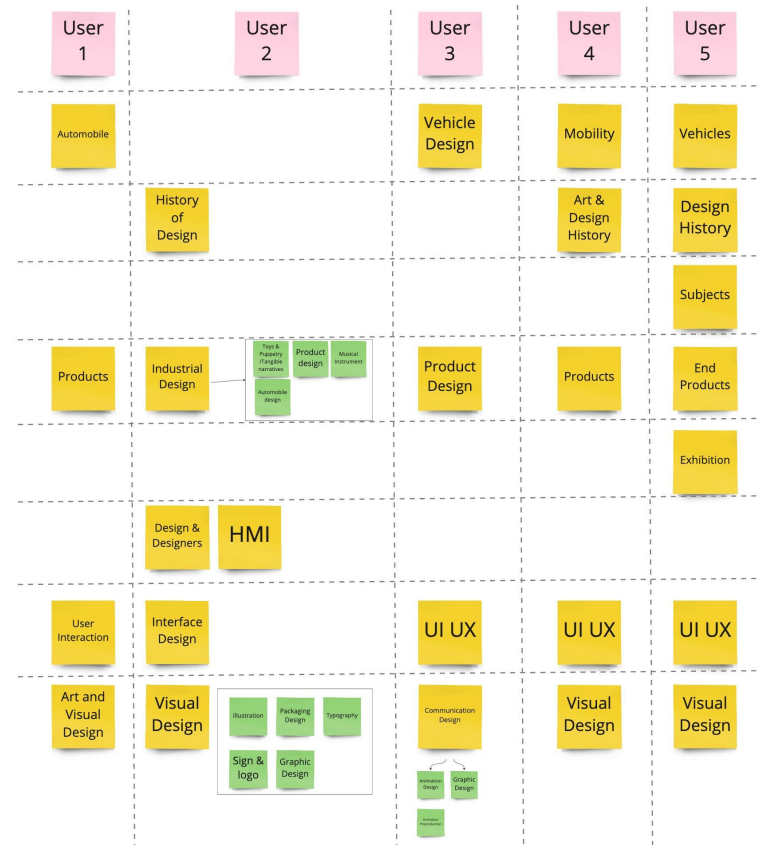 User
1
User
2
User
3
User
4
User
5
Automobile
Vehicle
Design
Mobility
Vehicles
History
of
Design
Art &
Design
History
Design
History
Subjects
Products
Industrial
Design
Toys &
Puppetry
/Tangible
narratives
Product
design
Musical
Instrument
Automobile
design
Product
Design
Products
End
Products
Exhibition
Design &
Designers
HMI
User
Interaction
Interface
Design
UI UX
UI UX
UI UX
Art and
Visual
Design
Visual
Design
Illustration
Packaging
Design
Typography
Sign &
logo
Graphic
Design
Communication
Design
Animation
Design
Graphic
Design
Animation
Preproduction
Visual
Design
Visual
Design